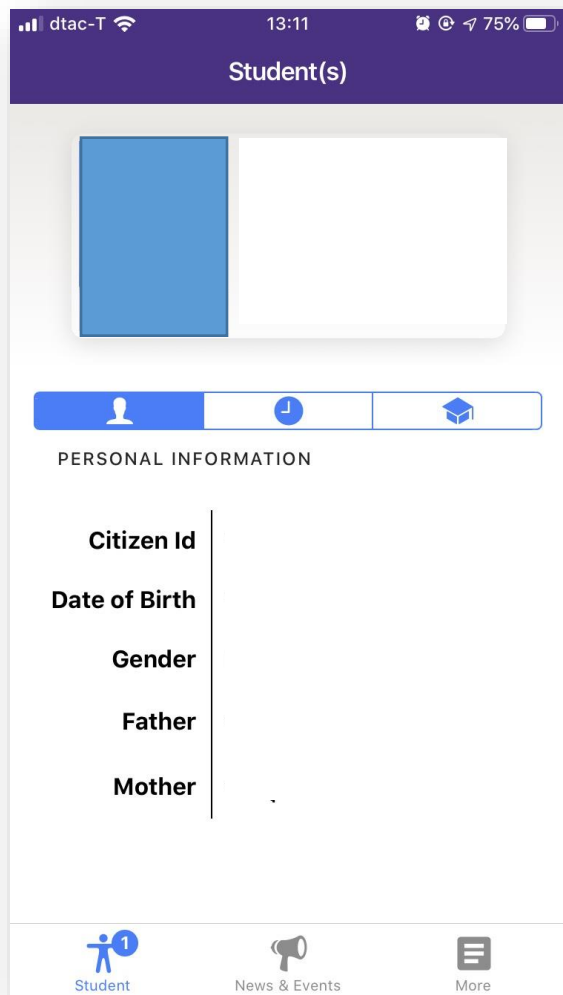 dtac-T 13:11 75%
Student(s)
PERSONAL INFORMATION
Citizen Id
Date of Birth
Gender
Father
Mother
1
Student News & Events More